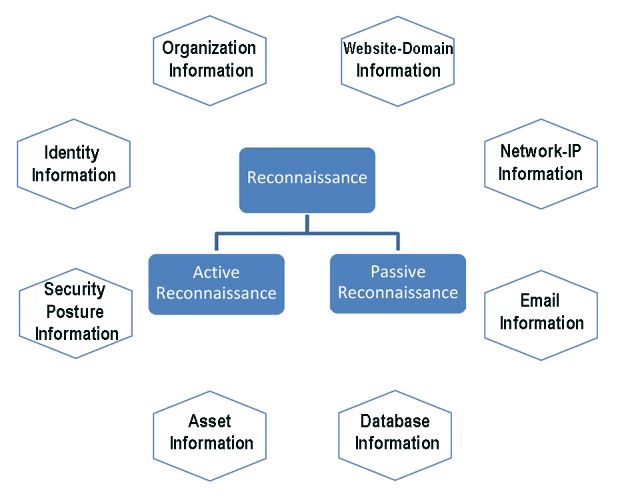 Organization
Information
Website-Domain
Information
Identity
Information
Reconnaissance
Network-IP
Information
Active
Reconnaissance
Passive
Reconnaissance
Security
Posture
Information
Email
Information
Asset
Information
Database
Information